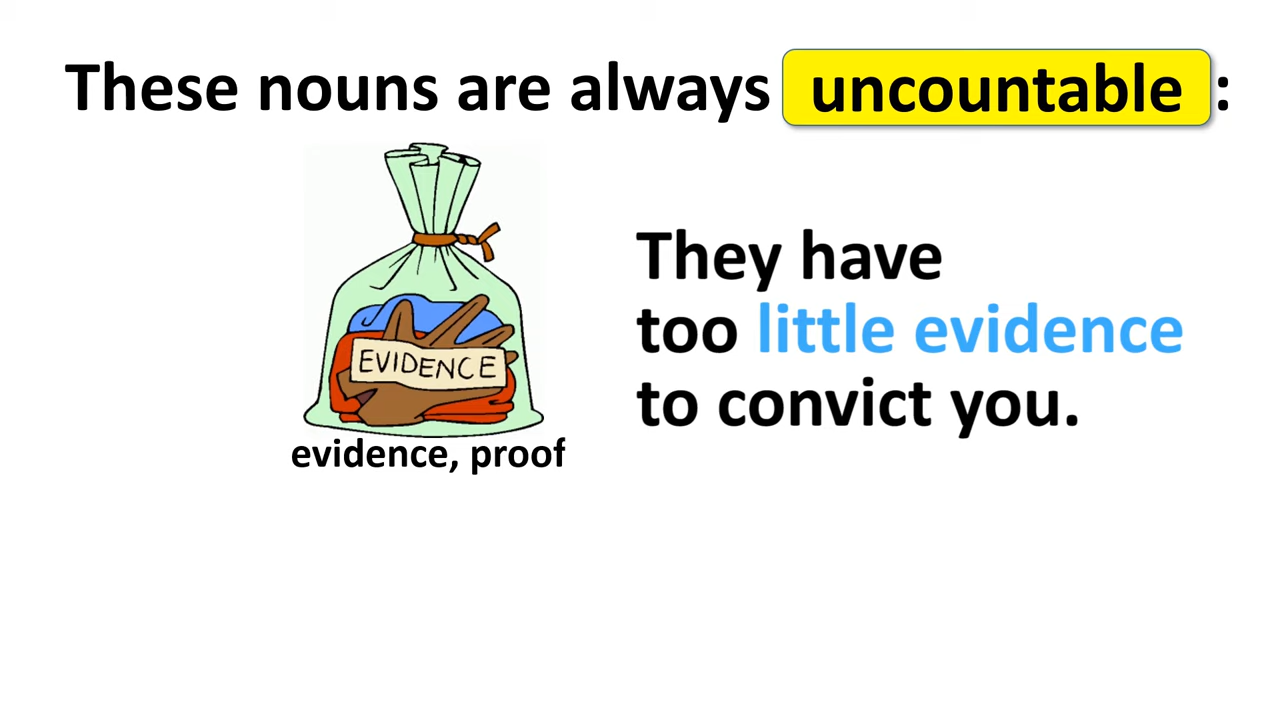 These nouns are always uncountable:
EVIDENCE
evidence, proof
They have
too little evidence
to convict you.